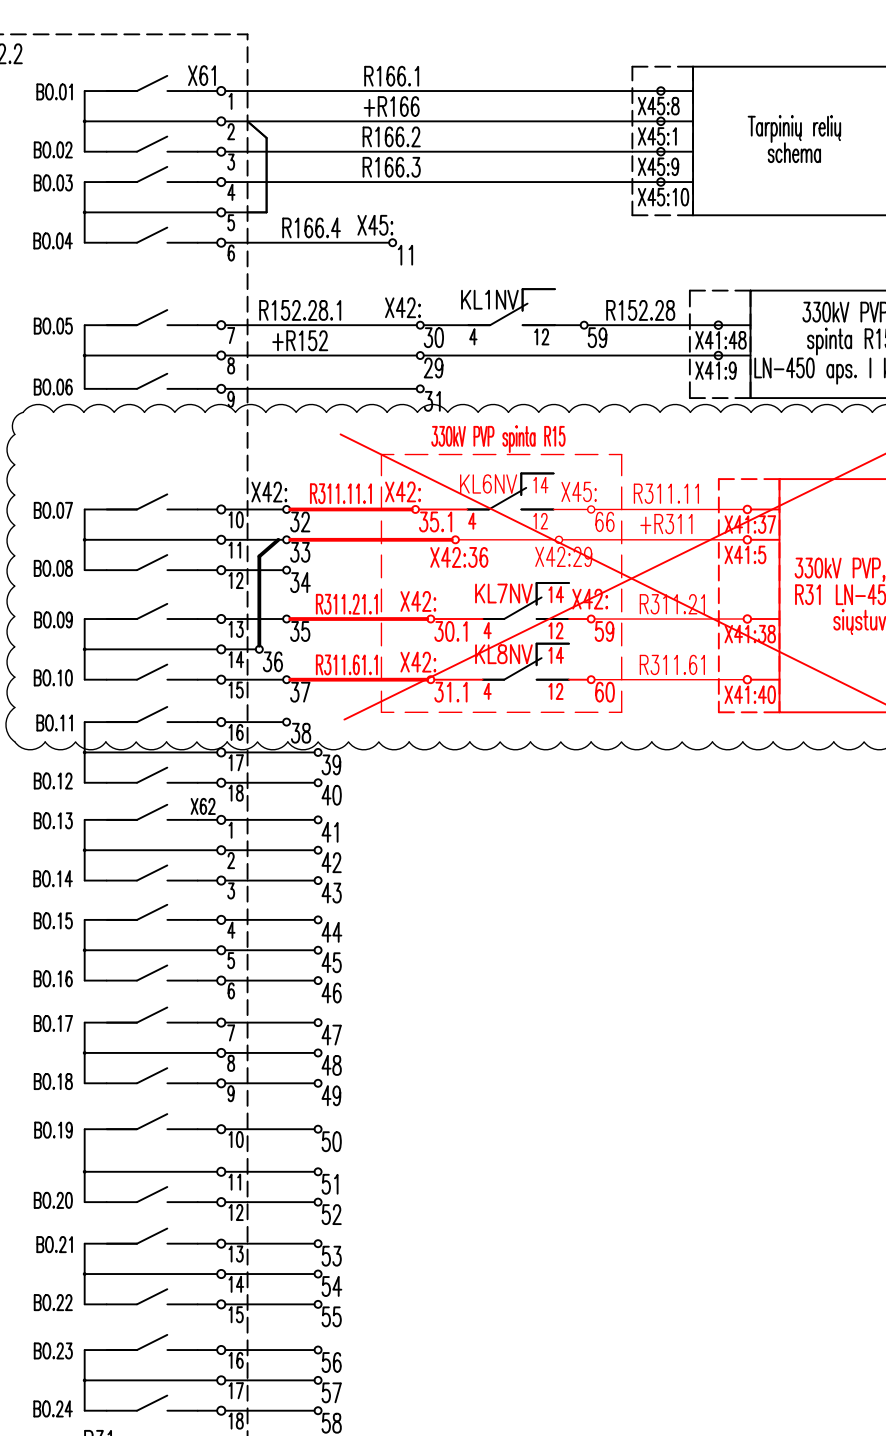 2.2
B0.01 X61 1 R166.1 X45:8
2 +R166 X45:1
B0.02 3 R166.2 X45:9
B0.03 4 R166.3 X45:10
5
B0.04 6 R166.4 X45: 11
Tarpinių relių
schema
B0.05 7 R152.28.1 X42: 30 KL1NV 4 12 59 R152.28 X41:48
8 +R152 29 X41:9
B0.06 9 31
330kV PVP
spinta R15
LN-450 aps. I k
330kV PVP spinta R15
B0.07 10 X42: 32 R311.11.1 X42: 35.1 KL6NV 4 14 12 X45: 66 R311.11 X41:37
11 33 X42:36 X42:29 +R311 X41:5
B0.08 12 34
B0.09 13 35 R311.21.1 X42: 30.1 KL7NV 4 14 12 X42: 59 R311.21 X41:38
14 36
B0.10 15 37 R311.61.1 X42: 31.1 KL8NV 4 14 12 60 R311.61 X41:40
330kV PVP,
R31 LN-45
siųstuv
B0.11 16 38
17 39
B0.12 18 40
B0.13 X62 1 41
2 42
B0.14 3 43
B0.15 4 44
5 45
B0.16 6 46
B0.17 7 47
8 48
B0.18 9 49
B0.19 10 50
11 51
B0.20 12 52
B0.21 13 53
14 54
B0.22 15 55
B0.23 16 56
17 57
B0.24 18 58